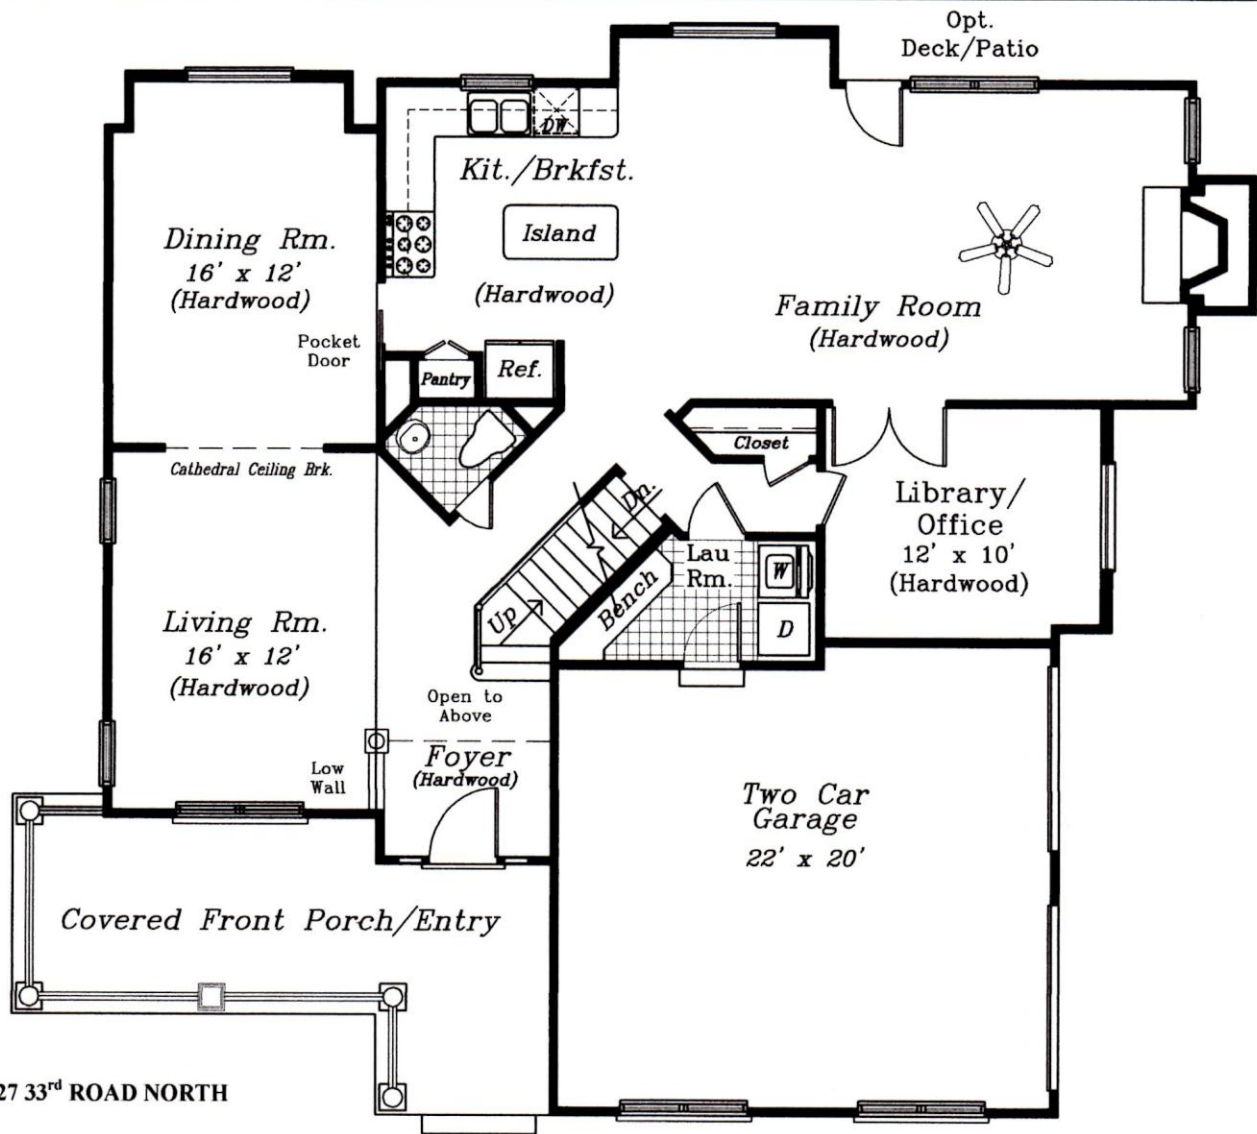 Opt.
Deck/Patio
DW
Kit./Brkfst.
Dining Rm.
16' x 12'
(Hardwood)
Island
(Hardwood)
Family Room
(Hardwood)
Pocket
Door
Pantry
Ref.
Closet
Cathedral Ceiling Brk.
Library/
Office
12' x 10'
(Hardwood)
Dn.
Up
Lau
Rm.
W
D
Bench
Living Rm.
16' x 12'
(Hardwood)
Open to
Above
Foyer
(Hardwood)
Low
Wall
Two Car
Garage
22' x 20'
Covered Front Porch/Entry
27 33rd ROAD NORTH